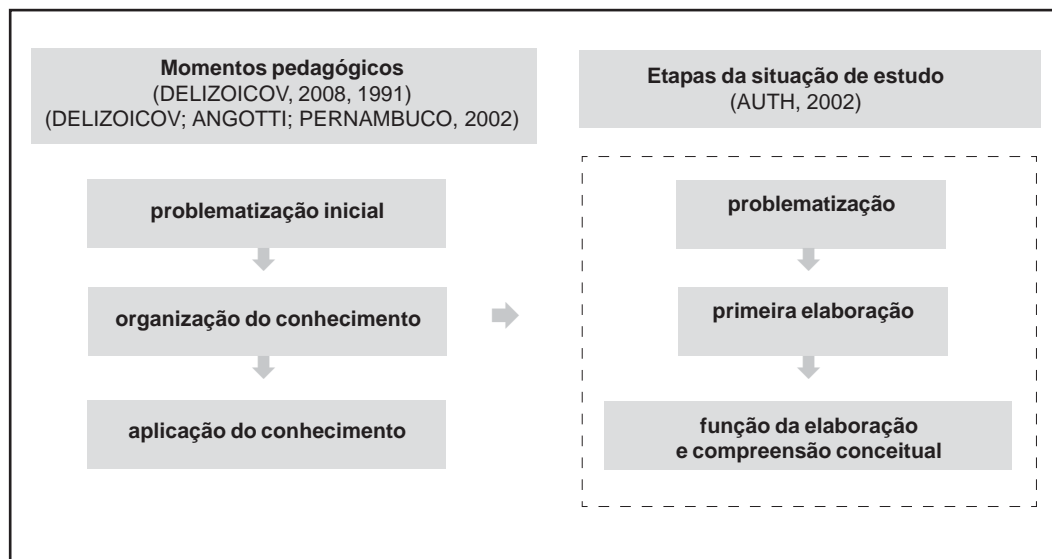 Momentos pedagógicos
(DELIZOICOV, 2008, 1991)
(DELIZOICOV; ANGOTTI; PERNAMBUCO, 2002)
problematização inicial
organização do conhecimento
aplicação do conhecimento
Etapas da situação de estudo
(AUTH, 2002)
problematização
primeira elaboração
função da elaboração
e compreensão conceitual